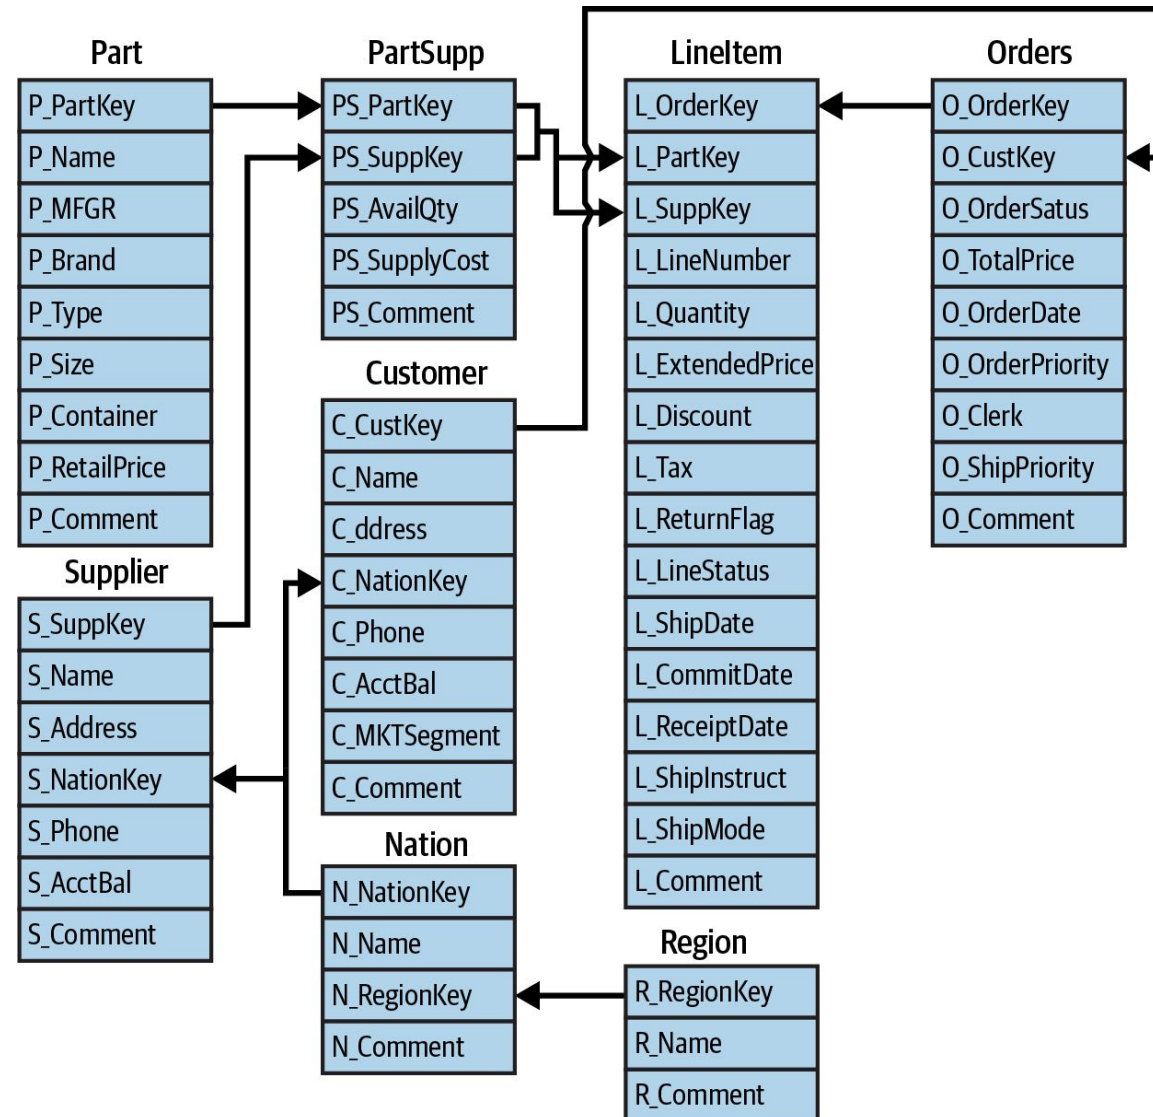 Part
P_PartKey
P_Name
P_MFGR
P_Brand
P_Type
P_Size
P_Container
P_RetailPrice
P_Comment
Supplier
S_SuppKey
S_Name
S_Address
S_NationKey
S_Phone
S_AcctBal
S_Comment
PartSupp
PS_PartKey
PS_SuppKey
PS_AvailQty
PS_SupplyCost
PS_Comment
Customer
C_CustKey
C_Name
C_ddress
C_NationKey
C_Phone
C_AcctBal
C_MKTSegment
C_Comment
Nation
N_NationKey
N_Name
N_RegionKey
N_Comment
LineItem
L_OrderKey
L_PartKey
L_SuppKey
L_LineNumber
L_Quantity
L_ExtendedPrice
L_Discount
L_Tax
L_ReturnFlag
L_LineStatus
L_ShipDate
L_CommitDate
L_ReceiptDate
L_ShipInstruct
L_ShipMode
L_Comment
Region
R_RegionKey
R_Name
R_Comment
Orders
O_OrderKey
O_CustKey
O_OrderSatus
O_TotalPrice
O_OrderDate
O_OrderPriority
O_Clerk
O_ShipPriority
O_Comment